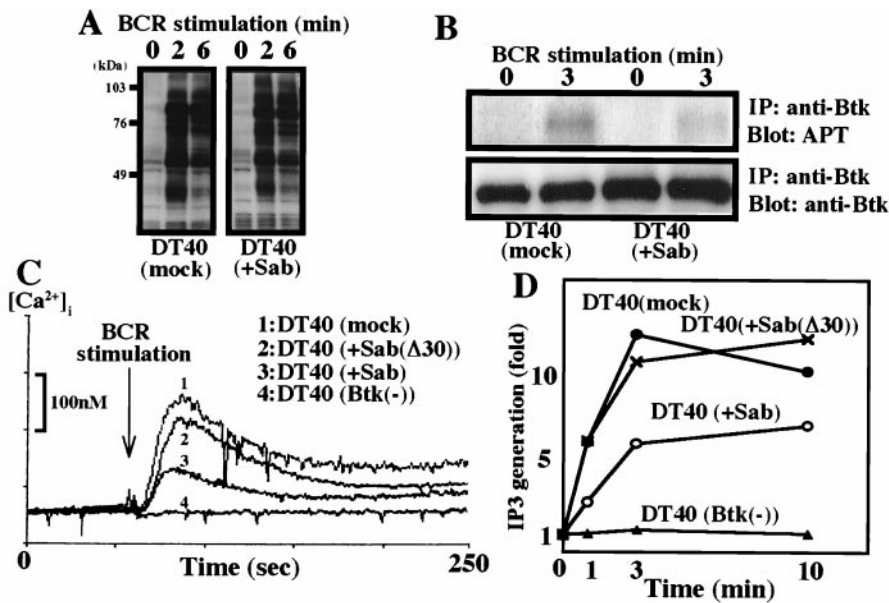 A
BCR stimulation (min)
0 2 6 0 2 6
(kDa)
103
76
49
DT40 (mock)
DT40 (+Sab)
B
BCR stimulation (min)
0 3 0 3
IP: anti-Btk
Blot: APT
IP: anti-Btk
Blot: anti-Btk
DT40 (mock)
DT40 (+Sab)
C
[Ca²⁺]i
BCR stimulation
100nM
1:DT40 (mock)
2:DT40 (+Sab(Δ30))
3:DT40 (+Sab)
4:DT40 (Btk(-))
1
2
3
4
0 250
Time (sec)
D
IP3 generation (fold)
10
5
1
DT40(mock)
DT40(+Sab(Δ30))
DT40 (+Sab)
DT40 (Btk(-))
0 1 3 10
Time (min)